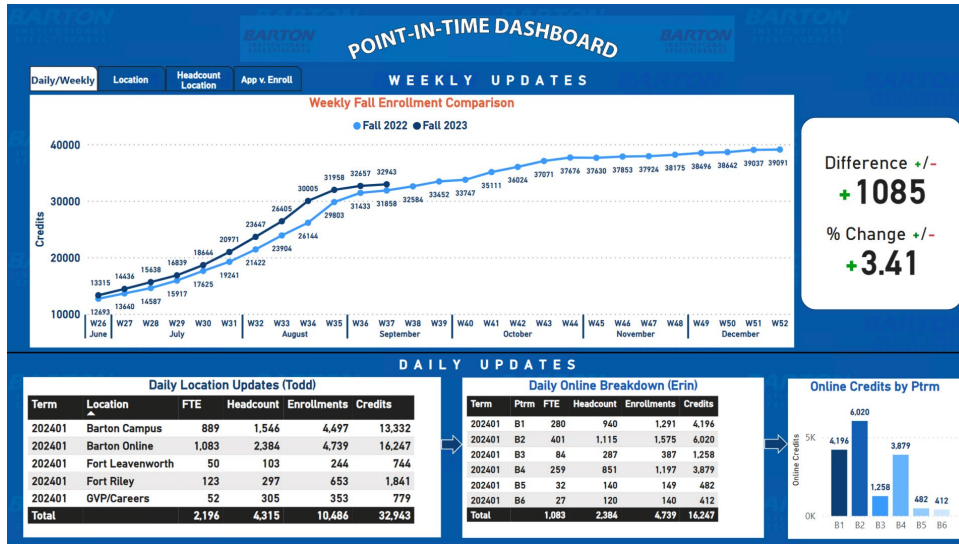 POINT-IN-TIME DASHBOARD
BARTON
BARTON
Daily/Weekly
Location
Headcount Location
App v. Enroll
WEEKLY UPDATES
Weekly Fall Enrollment Comparison
Fall 2022 Fall 2023
Credits
40000
30000
20000
10000
13315 14436 15638 16839 18644 20971 23647 26405 30005 31958 32657 32943
12693 13640 14587 15917 17625 19241 21422 23904 26144 29803 31433 31858 32584 33452 33747 35111 36024 37071 37676 37630 37853 37924 38175 38496 38642 39037 39091
W26 W27 W28 W29 W30 W31 W32 W33 W34 W35 W36 W37 W38 W39 W40 W41 W42 W43 W44 W45 W46 W47 W48 W49 W50 W51 W52
June July August September October November December
Difference +/-
+1085
% Change +/-
+3.41
DAILY UPDATES
Daily Location Updates (Todd)
Term Location FTE Headcount Enrollments Credits
202401 Barton Campus 889 1,546 4,497 13,332
202401 Barton Online 1,083 2,384 4,739 16,247
202401 Fort Leavenworth 50 103 244 744
202401 Fort Riley 123 297 653 1,841
202401 GVP/Careers 52 305 353 779
Total 2,196 4,315 10,486 32,943
Daily Online Breakdown (Erin)
Term Ptrm FTE Headcount Enrollments Credits
202401 B1 280 940 1,291 4,196
202401 B2 401 1,115 1,575 6,020
202401 B3 84 287 387 1,258
202401 B4 259 851 1,197 3,879
202401 B5 32 140 149 482
202401 B6 27 120 140 412
Total 1,083 2,384 4,739 16,247
Online Credits by Ptrm
Online Credits
5K
0K
4,196 6,020 1,258 3,879 482 412
B1 B2 B3 B4 B5 B6